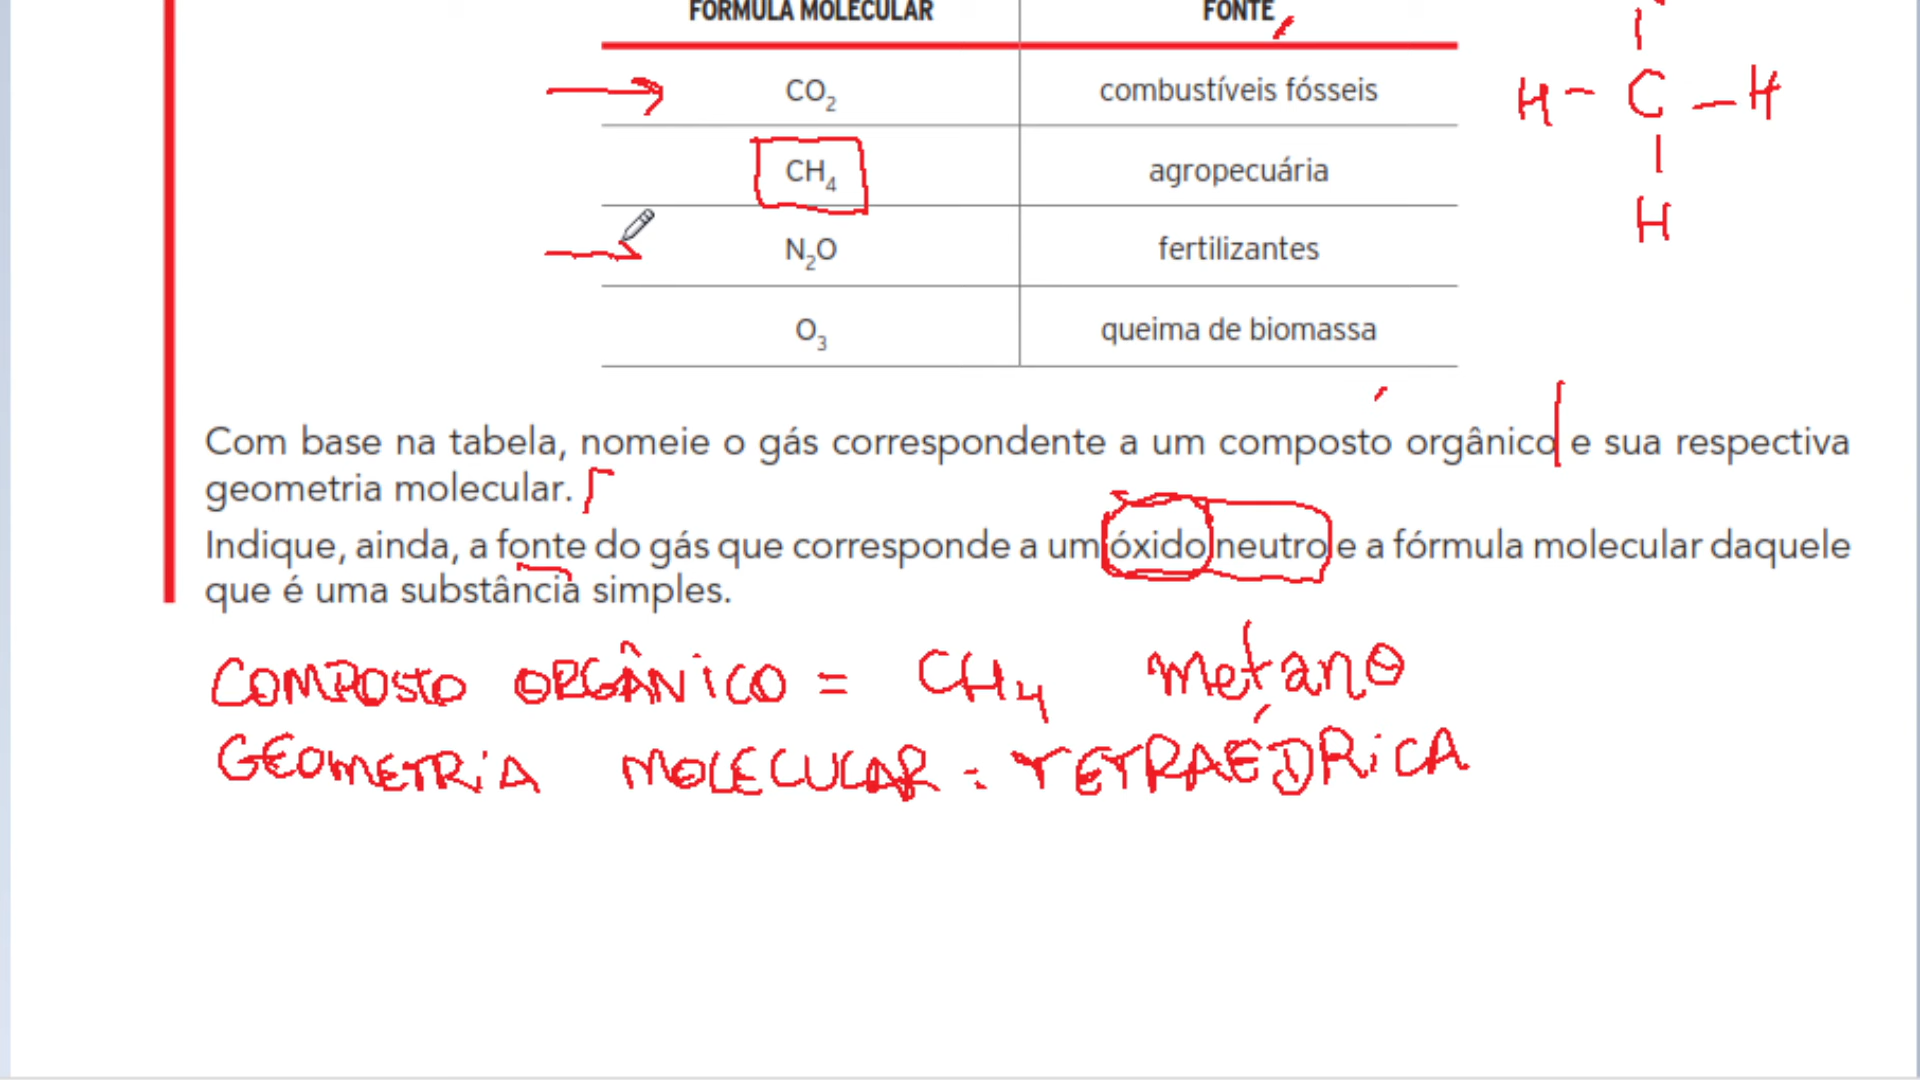 FÓRMULA MOLECULAR FONTE
CO₂ combustíveis fósseis
CH₄ agropecuária
N₂O fertilizantes
O₃ queima de biomassa
H - C - H
H
Com base na tabela, nomeie o gás correspondente a um composto orgânico e sua respectiva
geometria molecular.
Indique, ainda, a fonte do gás que corresponde a um óxido neutro e a fórmula molecular daquele
que é uma substância simples.
COMPOSTO ORGÂNICO = CH₄ metano
GEOMETRIA MOLECULAR = TETRAÉDRICA